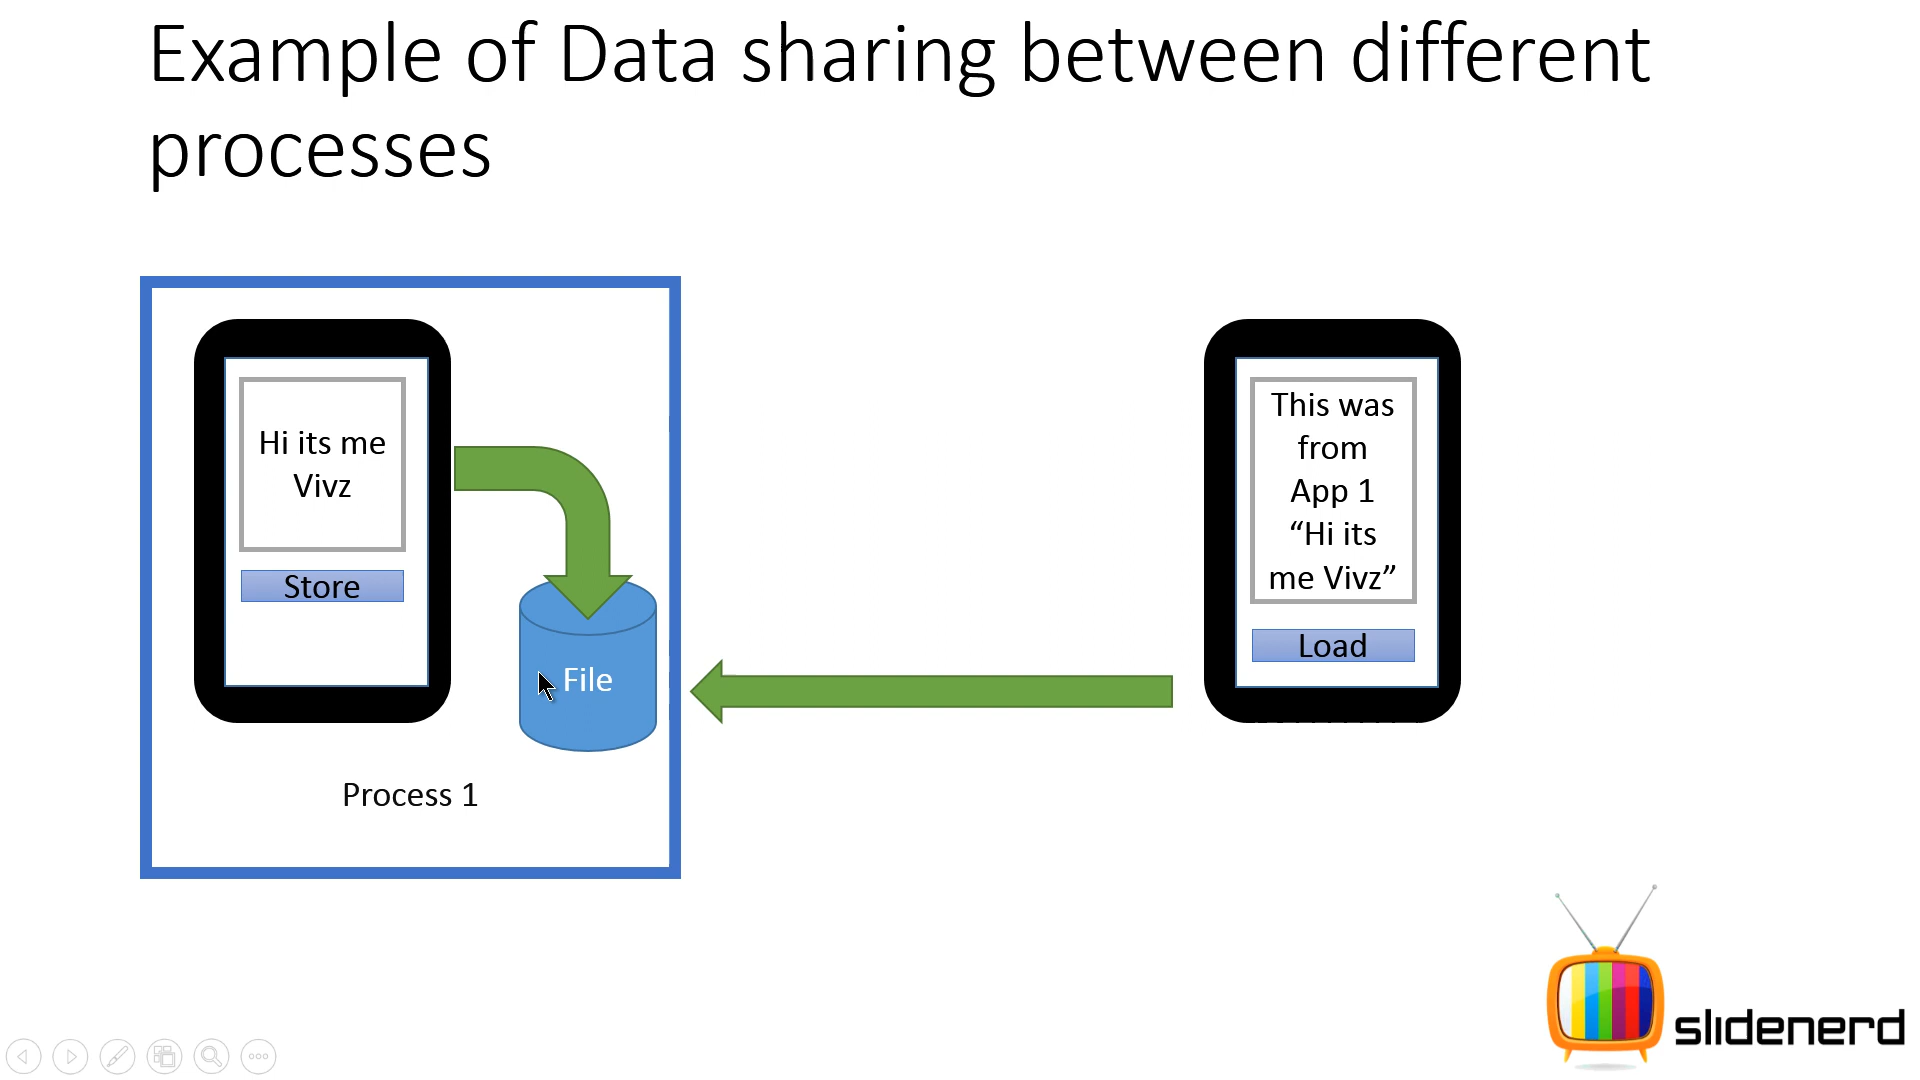 Example of Data sharing between different
processes
Hi its me
Vivz
Store
File
Process 1
This was
from
App 1
“Hi its
me Vivz”
Load
slidenerd